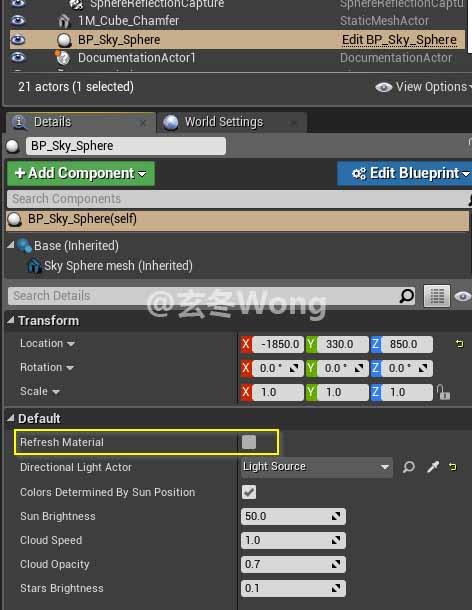 SphereReflectionCapture SphereReflectionCapture
1M_Cube_Chamfer StaticMeshActor
BP_Sky_Sphere Edit BP_Sky_Sphere
DocumentationActor1 DocumentationActor
21 actors (1 selected) View Options
Details World Settings
BP_Sky_Sphere
Add Component Edit Blueprint
Search Components
BP_Sky_Sphere(self)
Base (Inherited)
Sky Sphere mesh (Inherited)
Search Details
@玄冬Wong
Transform
Location X -1850.0 Y 330.0 Z 850.0
Rotation X 0.0 ° Y 0.0 ° Z 0.0 °
Scale X 1.0 Y 1.0 Z 1.0
Default
Refresh Material
Directional Light Actor Light Source
Colors Determined By Sun Position
Sun Brightness 50.0
Cloud Speed 1.0
Cloud Opacity 0.7
Stars Brightness 0.1